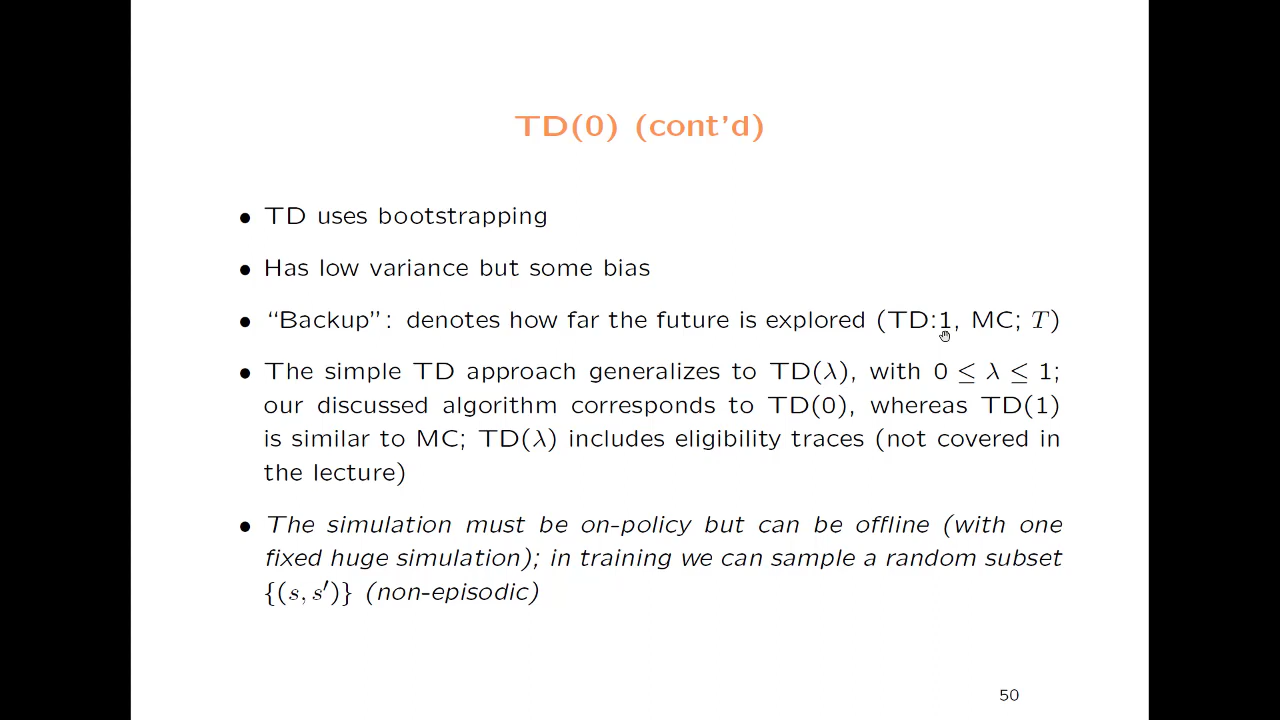 TD(0) (cont'd)
• TD uses bootstrapping
• Has low variance but some bias
• “Backup”: denotes how far the future is explored (TD:1, MC; T)
• The simple TD approach generalizes to TD(λ), with 0 ≤ λ ≤ 1;
our discussed algorithm corresponds to TD(0), whereas TD(1)
is similar to MC; TD(λ) includes eligibility traces (not covered in
the lecture)
• The simulation must be on-policy but can be offline (with one
fixed huge simulation); in training we can sample a random subset
{(s, s′)} (non-episodic)
50